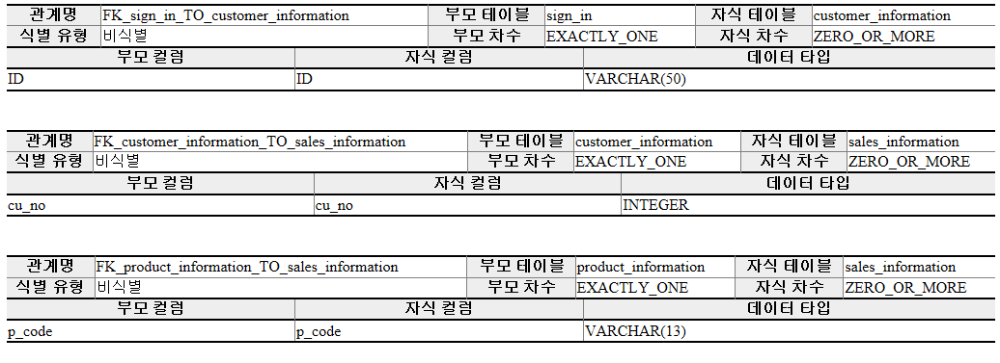 관계명 FK_sign_in_TO_customer_information 부모 테이블 sign_in 자식 테이블 customer_information
식별 유형 비식별 부모 차수 EXACTLY_ONE 자식 차수 ZERO_OR_MORE
부모 컬럼 자식 컬럼 데이터 타입
ID ID VARCHAR(50)
관계명 FK_customer_information_TO_sales_information 부모 테이블 customer_information 자식 테이블 sales_information
식별 유형 비식별 부모 차수 EXACTLY_ONE 자식 차수 ZERO_OR_MORE
부모 컬럼 자식 컬럼 데이터 타입
cu_no cu_no INTEGER
관계명 FK_product_information_TO_sales_information 부모 테이블 product_information 자식 테이블 sales_information
식별 유형 비식별 부모 차수 EXACTLY_ONE 자식 차수 ZERO_OR_MORE
부모 컬럼 자식 컬럼 데이터 타입
p_code p_code VARCHAR(13)